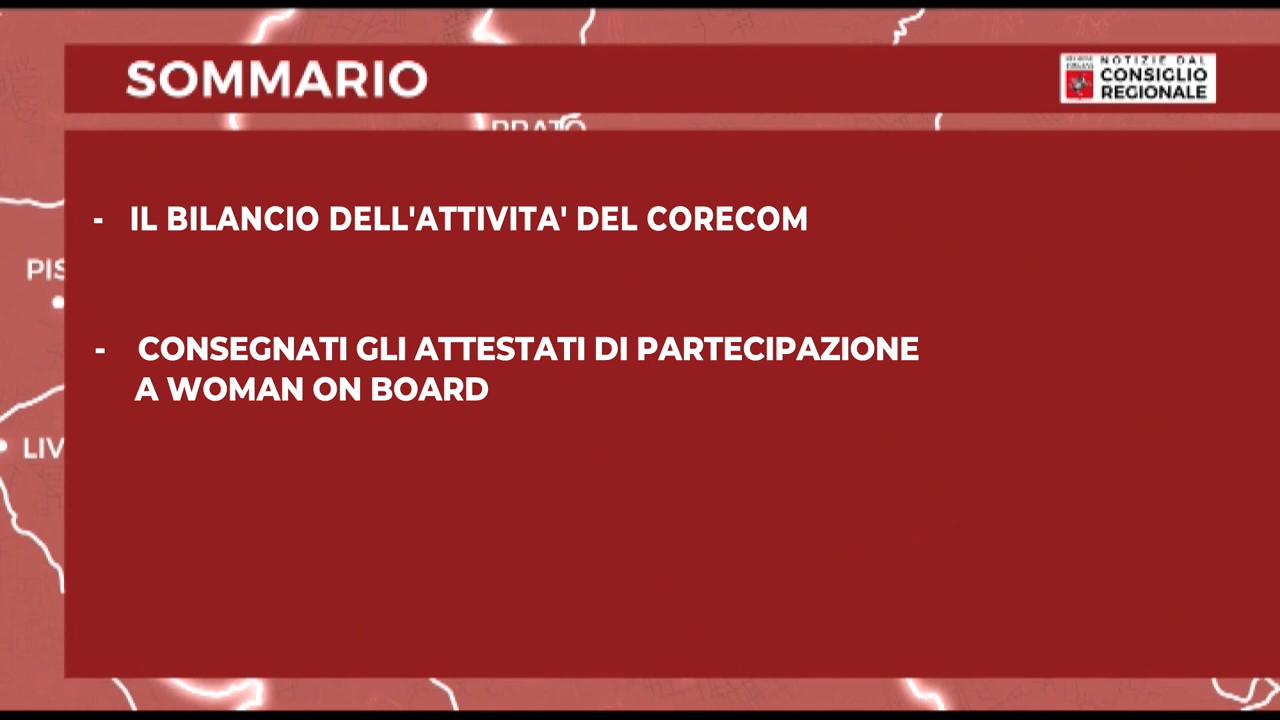 SOMMARIO
NOTIZIE DAL
CONSIGLIO
REGIONALE
PRATO
- IL BILANCIO DELL'ATTIVITA' DEL CORECOM
PIS
- CONSEGNATI GLI ATTESTATI DI PARTECIPAZIONE
A WOMAN ON BOARD
LIV